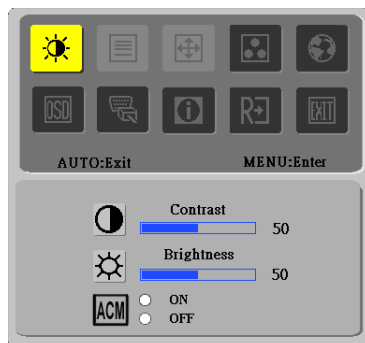 OSD
R
EXIT
AUTO:Exit MENU:Enter
Contrast
50
Brightness
50
ACM ON
OFF